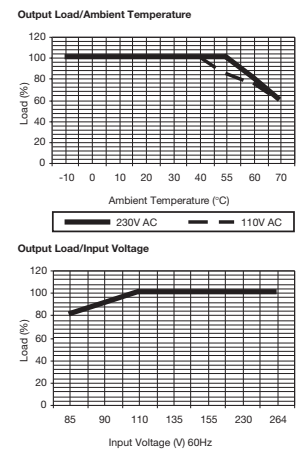 Output Load/Ambient Temperature
Load (%)
120
100
80
60
40
20
0
-10 0 10 20 30 40 55 60 70
Ambient Temperature (°C)
230V AC 110V AC
Output Load/Input Voltage
Load (%)
120
100
80
60
40
20
0
85 90 110 135 155 230 264
Input Voltage (V) 60Hz